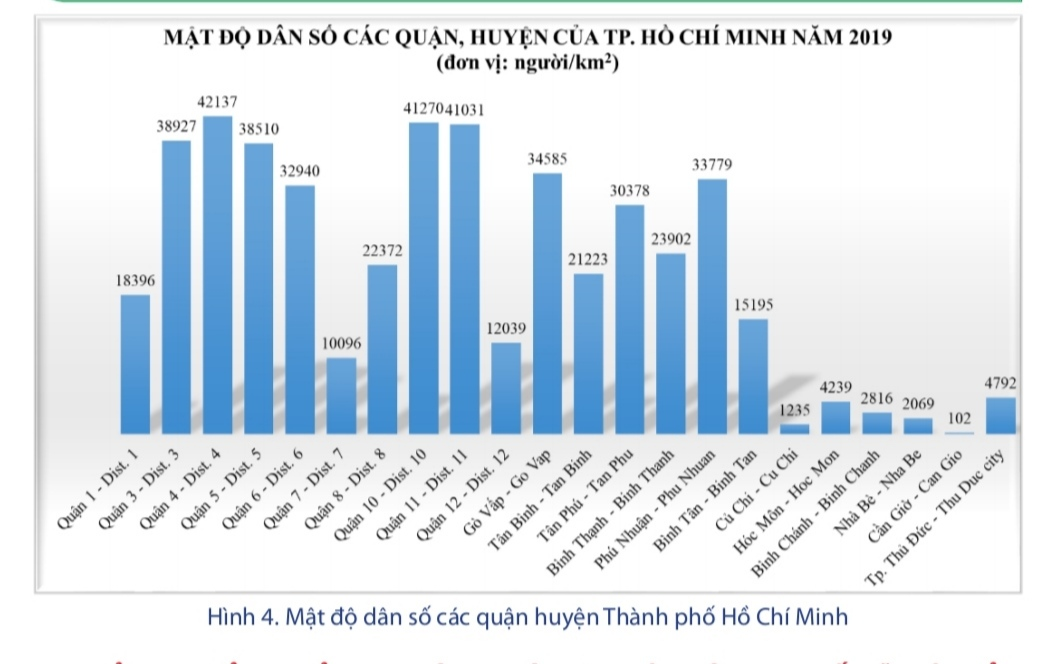 MẬT ĐỘ DÂN SỐ CÁC QUẬN, HUYỆN CỦA TP. HỒ CHÍ MINH NĂM 2019
(đơn vị: người/km²)
18396
38927
42137
38510
32940
10096
22372
41270
41031
12039
34585
21223
30378
23902
33779
15195
1235
4239
2816
2069
102
4792
Quận 1 - Dist. 1
Quận 3 - Dist. 3
Quận 4 - Dist. 4
Quận 5 - Dist. 5
Quận 6 - Dist. 6
Quận 7 - Dist. 7
Quận 8 - Dist. 8
Quận 10 - Dist. 10
Quận 11 - Dist. 11
Quận 12 - Dist. 12
Gò Vấp - Go Vap
Tân Bình - Tan Binh
Tân Phú - Tan Phu
Bình Thạnh - Binh Thanh
Phú Nhuận - Phu Nhuan
Bình Tân - Binh Tan
Củ Chi - Cu Chi
Hóc Môn - Hoc Mon
Bình Chánh - Binh Chanh
Nhà Bè - Nha Be
Cần Giờ - Can Gio
Tp. Thủ Đức - Thu Duc city
Hình 4. Mật độ dân số các quận huyện Thành phố Hồ Chí Minh